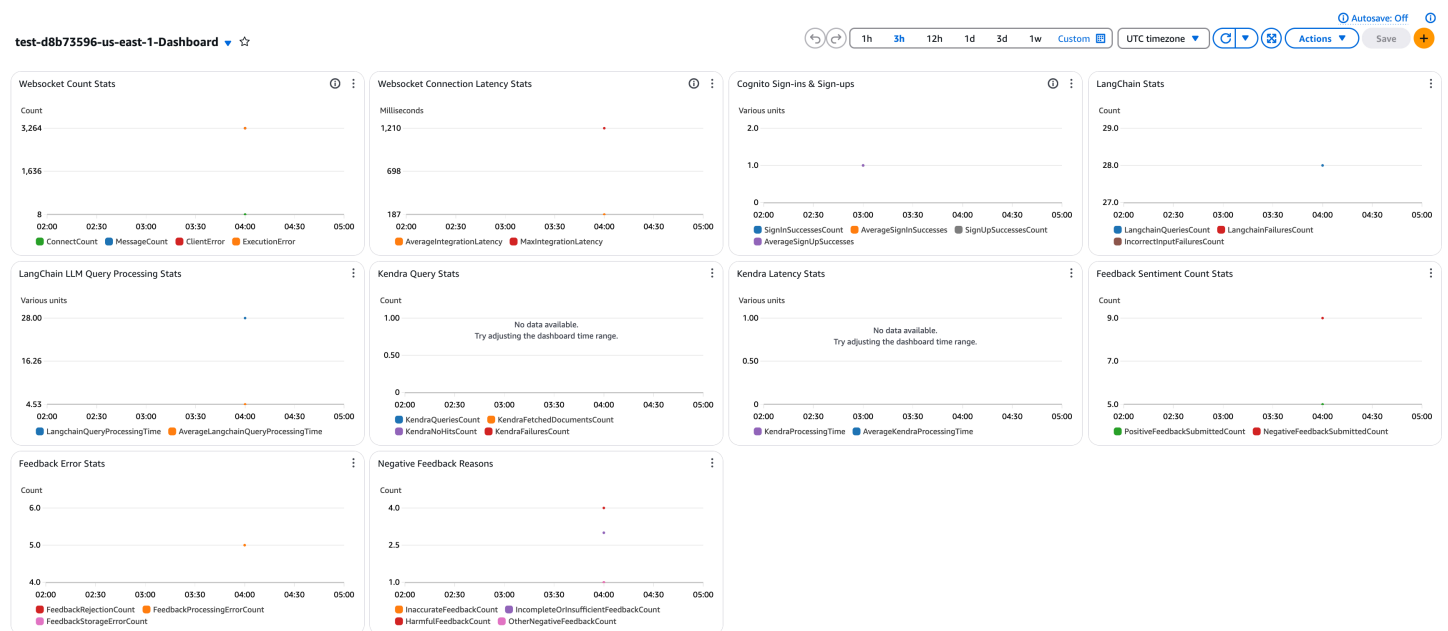 Autosave: Off
test-d8b73596-us-east-1-Dashboard
1h 3h 12h 1d 3d 1w Custom UTC timezone Actions Save
Websocket Count Stats
Count
3,264
1,636
8
02:00 02:30 03:00 03:30 04:00 04:30 05:00
ConnectCount MessageCount ClientError ExecutionError
Websocket Connection Latency Stats
Milliseconds
1,210
698
187
02:00 02:30 03:00 03:30 04:00 04:30 05:00
AverageIntegrationLatency MaxIntegrationLatency
Cognito Sign-ins & Sign-ups
Various units
2.0
1.0
0
02:00 02:30 03:00 03:30 04:00 04:30 05:00
SignInSuccessesCount AverageSignInSuccesses SignUpSuccessesCount
AverageSignUpSuccesses
LangChain Stats
Count
29.0
28.0
27.0
02:00 02:30 03:00 03:30 04:00 04:30 05:00
LangchainQueriesCount LangchainFailuresCount
IncorrectInputFailuresCount
LangChain LLM Query Processing Stats
Various units
28.00
16.26
4.53
02:00 02:30 03:00 03:30 04:00 04:30 05:00
LangchainQueryProcessingTime AverageLangchainQueryProcessingTime
Kendra Query Stats
Count
1.00
No data available.
Try adjusting the dashboard time range.
0.50
0
02:00 02:30 03:00 03:30 04:00 04:30 05:00
KendraQueriesCount KendraFetchedDocumentsCount
KendraNoHitsCount KendraFailuresCount
Kendra Latency Stats
Various units
1.00
No data available.
Try adjusting the dashboard time range.
0.50
0
02:00 02:30 03:00 03:30 04:00 04:30 05:00
KendraProcessingTime AverageKendraProcessingTime
Feedback Sentiment Count Stats
Count
9.0
7.0
5.0
02:00 02:30 03:00 03:30 04:00 04:30 05:00
PositiveFeedbackSubmittedCount NegativeFeedbackSubmittedCount
Feedback Error Stats
Count
6.0
5.0
4.0
02:00 02:30 03:00 03:30 04:00 04:30 05:00
FeedbackRejectionCount FeedbackProcessingErrorCount
FeedbackStorageErrorCount
Negative Feedback Reasons
Count
4.0
2.5
1.0
02:00 02:30 03:00 03:30 04:00 04:30 05:00
InaccurateFeedbackCount IncompleteOrInsufficientFeedbackCount
HarmfulFeedbackCount OtherNegativeFeedbackCount